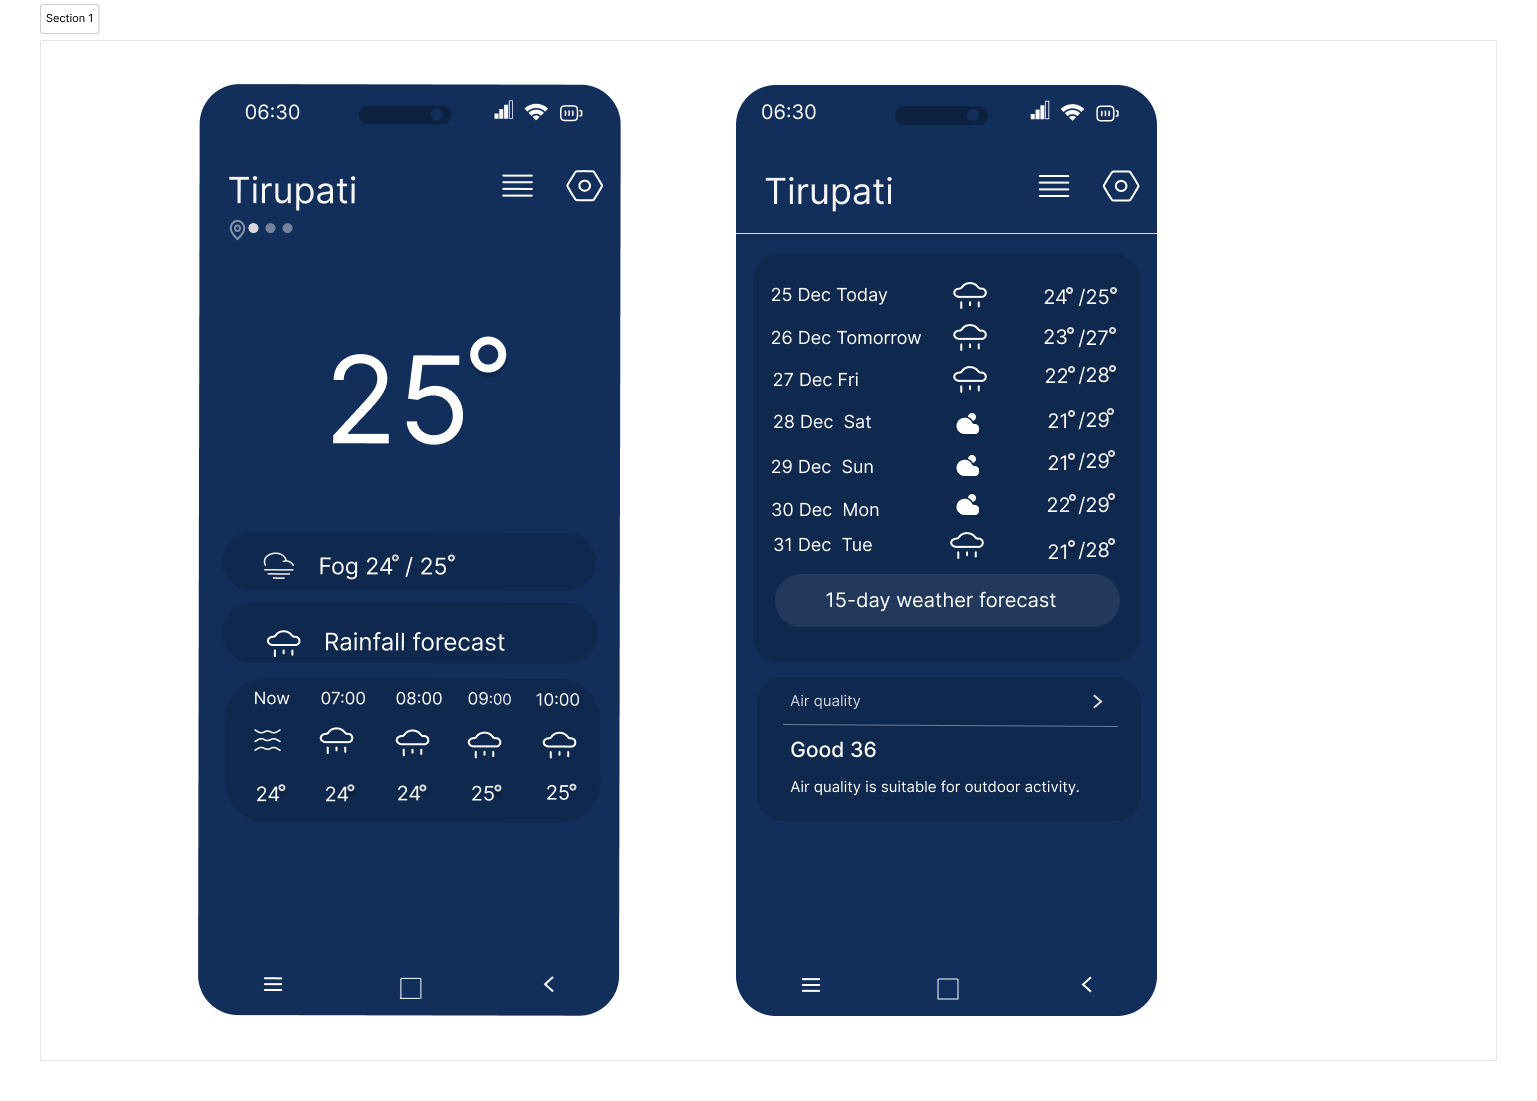 Section 1
06:30
Tirupati
25°
Fog 24° / 25°
Rainfall forecast
Now 07:00 08:00 09:00 10:00
24° 24° 24° 25° 25°
06:30
Tirupati
25 Dec Today 24° /25°
26 Dec Tomorrow 23°/27°
27 Dec Fri 22°/28°
28 Dec Sat 21°/29°
29 Dec Sun 21°/29°
30 Dec Mon 22°/29°
31 Dec Tue 21°/28°
15-day weather forecast
Air quality
Good 36
Air quality is suitable for outdoor activity.